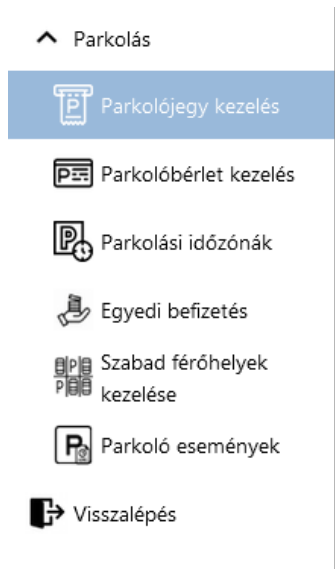 Parkolás
Parkolójegy kezelés
Parkolóbérlet kezelés
Parkolási időzónák
Egyedi befizetés
Szabad férőhelyek
kezelése
Parkoló események
Visszalépés